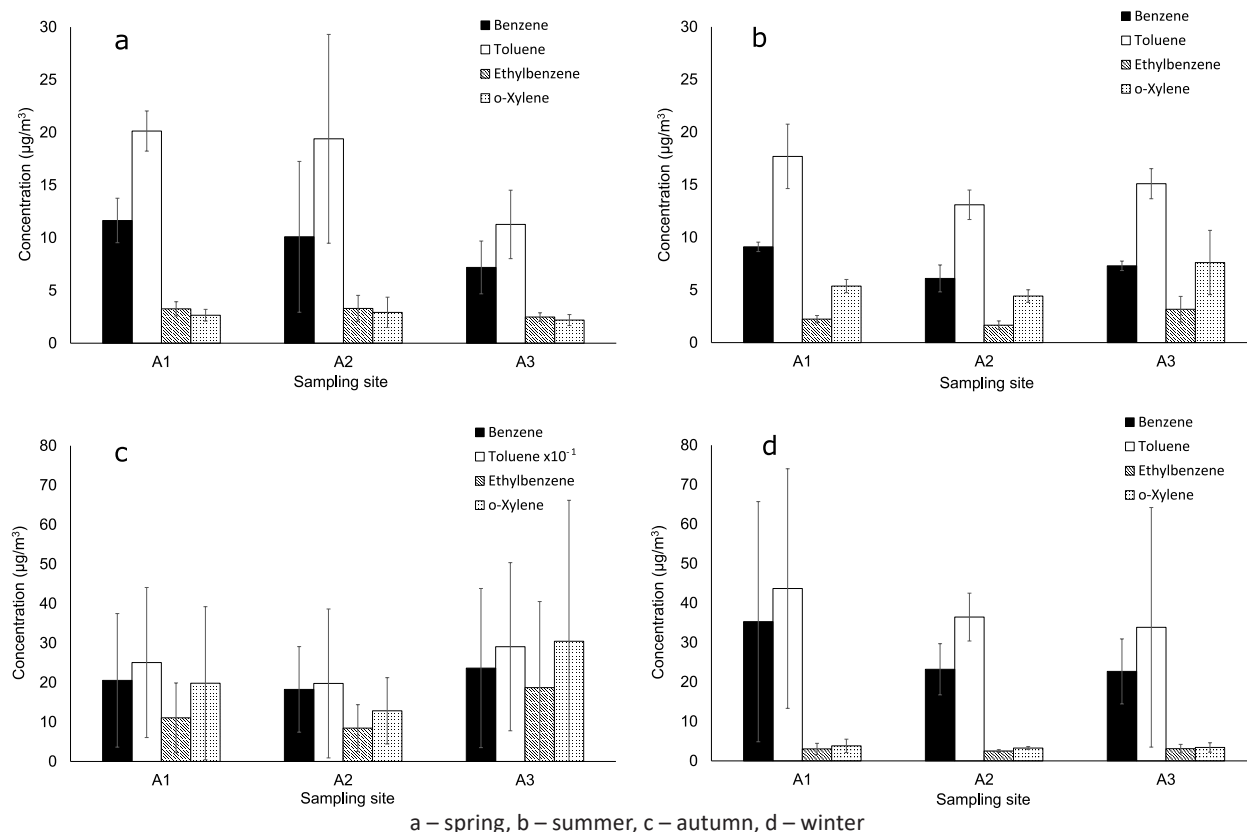 a
Benzene
Toluene
Ethylbenzene
o-Xylene
Concentration (µg/m³)
35
30
25
20
15
10
5
0
A1 A2 A3
Sampling site
b
Benzene
Toluene
Ethylbenzene
o-Xylene
Concentration (µg/m³)
30
25
20
15
10
5
0
A1 A2 A3
Sampling site
c
Benzene
Toluene x10⁻¹
Ethylbenzene
o-Xylene
Concentration (µg/m³)
80
70
60
50
40
30
20
10
0
A1 A2 A3
Sampling site
d
Benzene
Toluene
Ethylbenzene
o-Xylene
Concentration (µg/m³)
80
70
60
50
40
30
20
10
0
A1 A2 A3
Sampling site
a – spring, b – summer, c – autumn, d – winter